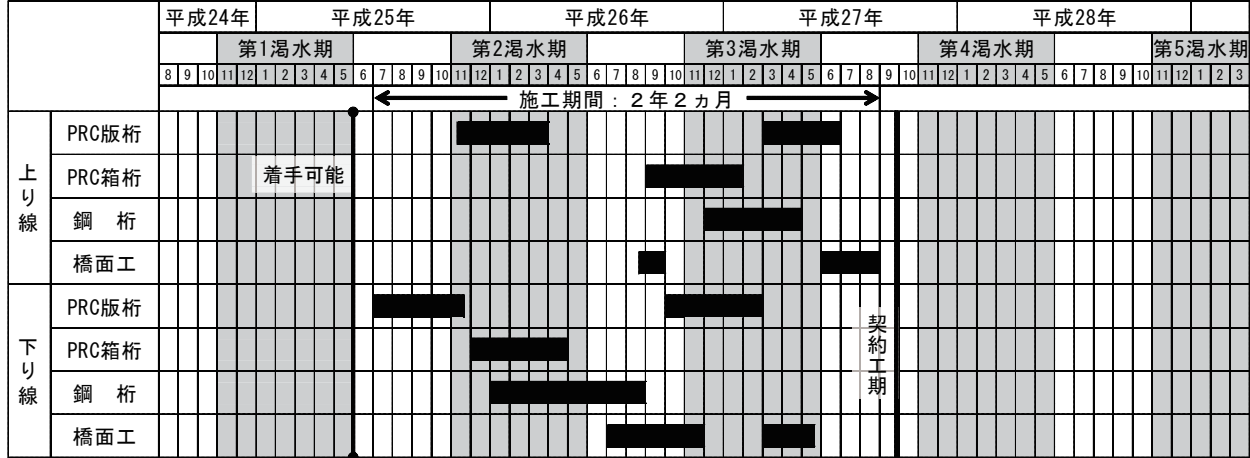 平成24年 平成25年 平成26年 平成27年 平成28年
第1渇水期 第2渇水期 第3渇水期 第4渇水期 第5渇水期
8 9 10 11 12 1 2 3 4 5 6 7 8 9 10 11 12 1 2 3 4 5 6 7 8 9 10 11 12 1 2 3 4 5 6 7 8 9 10 11 12 1 2 3 4 5 6 7 8 9 10 11 12 1 2 3
施工期間：２年２ヵ月
上り線
PRC版桁
着手可能
PRC箱桁
鋼 桁
橋面工
下り線
PRC版桁
契約工期
PRC箱桁
鋼 桁
橋面工